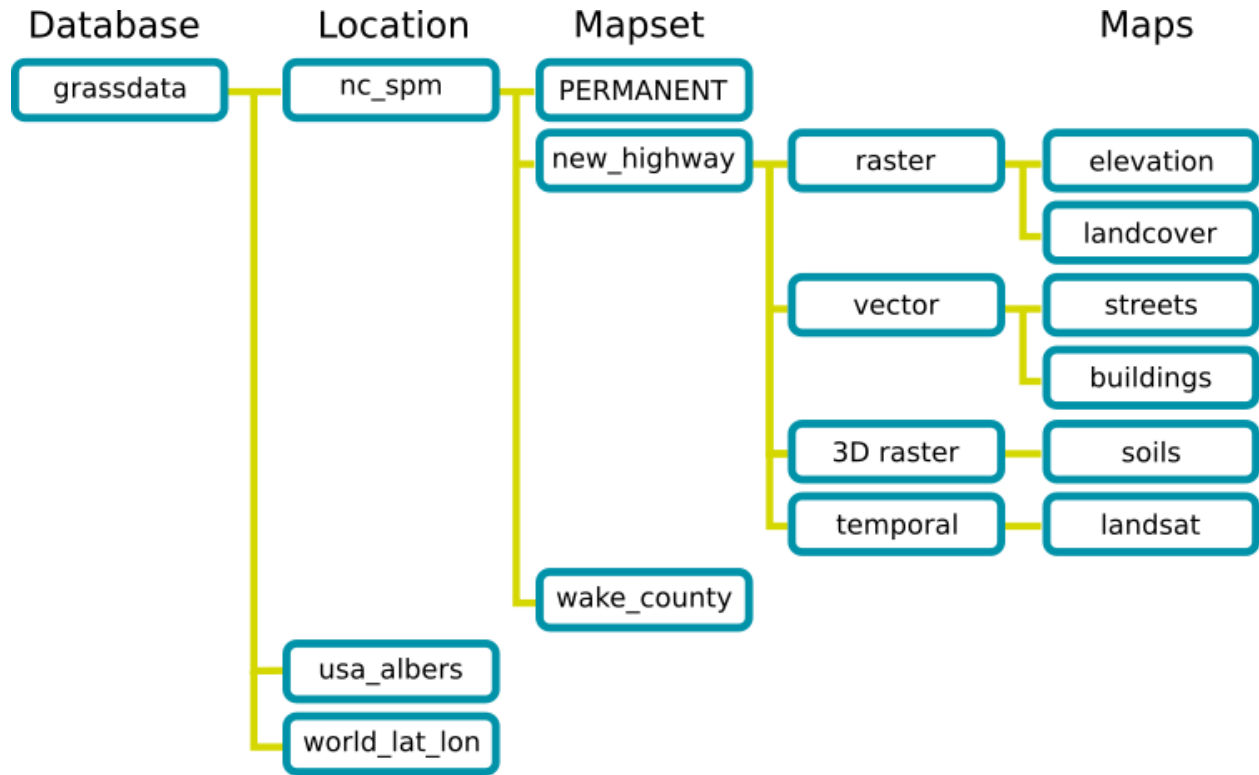 Database Location Mapset Maps
grassdata nc_spm PERMANENT
new_highway raster elevation
landcover
vector streets
buildings
3D raster soils
temporal landsat
wake_county
usa_albers
world_lat_lon